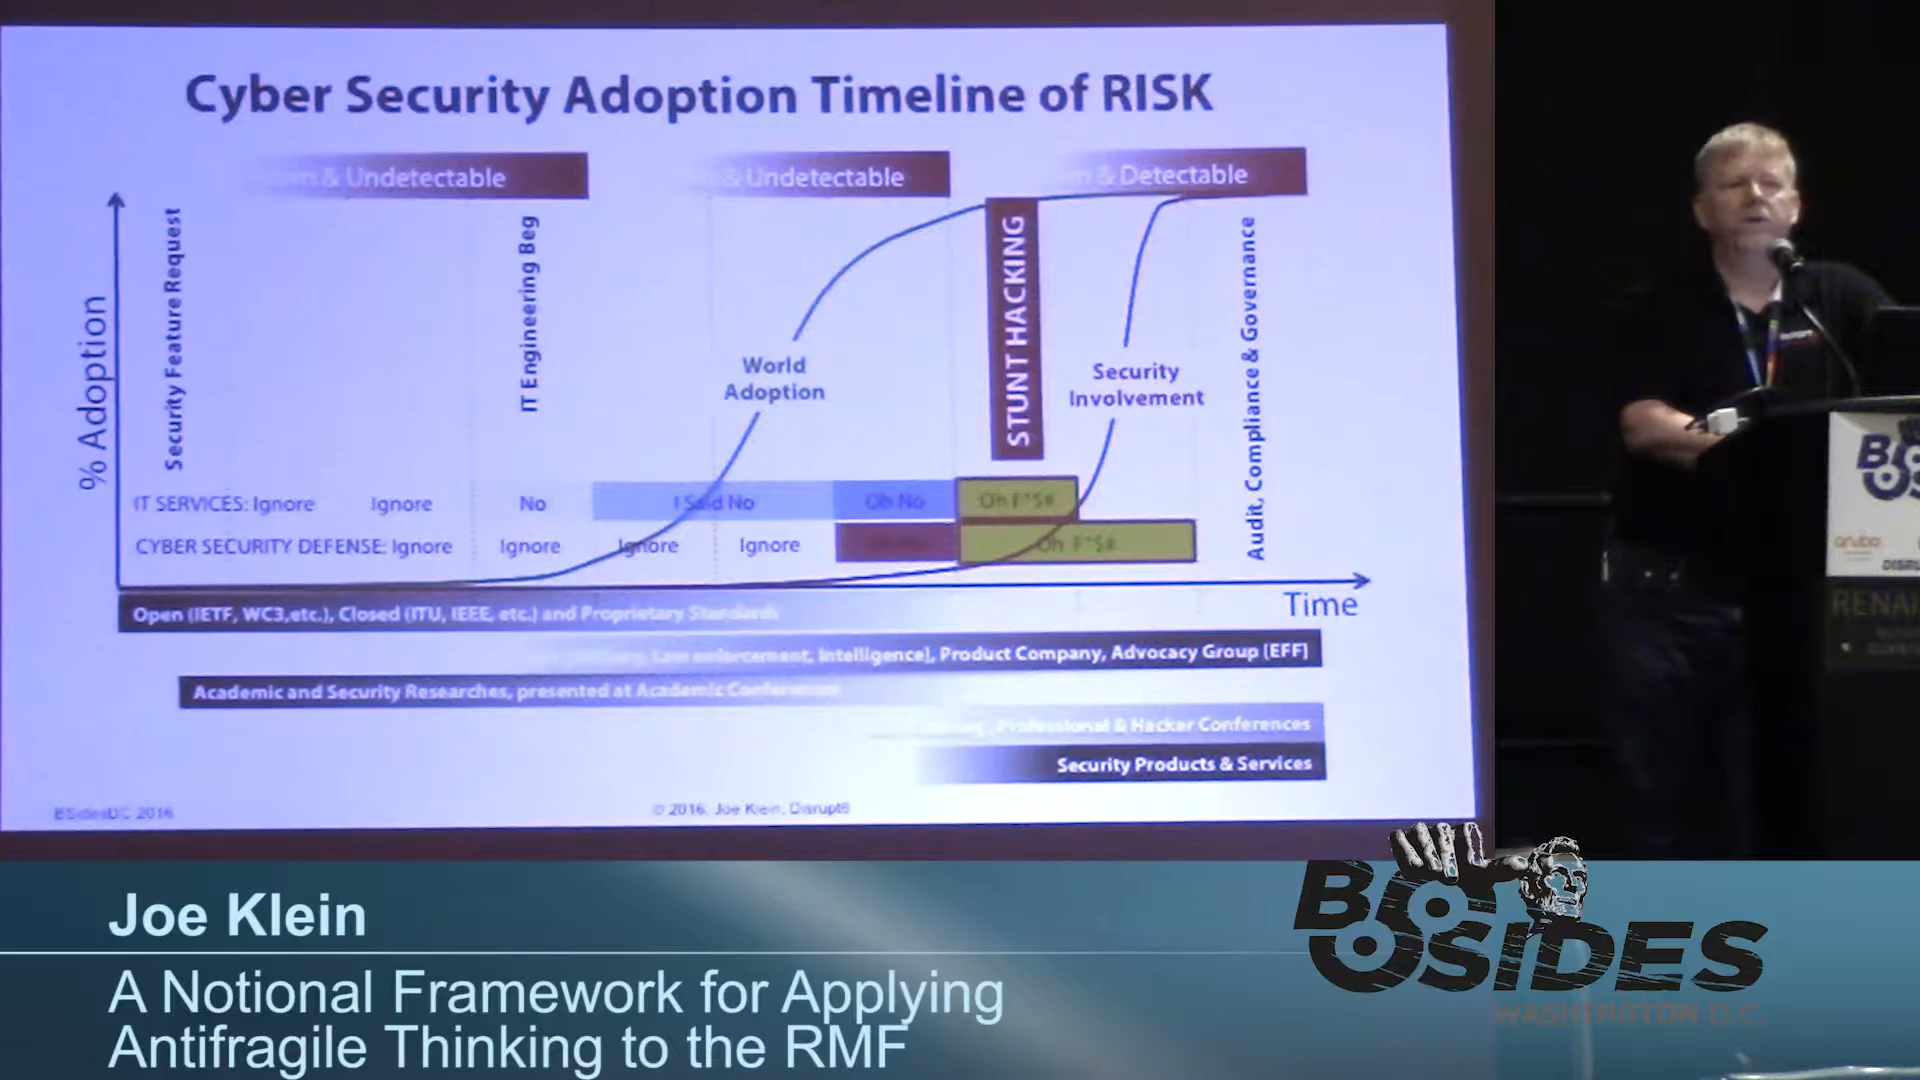 Cyber Security Adoption Timeline of RISK
& Undetectable
& Undetectable
& Detectable
% Adoption
Security Feature Request
IT Engineering Beg
World
Adoption
STUNT HACKING
Security
Involvement
Audit, Compliance & Governance
IT SERVICES: Ignore Ignore No I Said No Oh No Oh F*$#
CYBER SECURITY DEFENSE: Ignore Ignore Ignore Ignore Oh F*$#
Time
Open (IETF, WC3,etc.), Closed (ITU, IEEE, etc.) and Proprietary Standards
Law enforcement, Intelligence), Product Company, Advocacy Group (EFF)
Academic and Security Researches, presented at Academic Conferences
, Professional & Hacker Conferences
Security Products & Services
BSidesDC 2016
© 2016. Joe Klein, Disrupt6
aruba
Joe Klein
A Notional Framework for Applying
Antifragile Thinking to the RMF
BSIDES
WASHINGTON D.C.